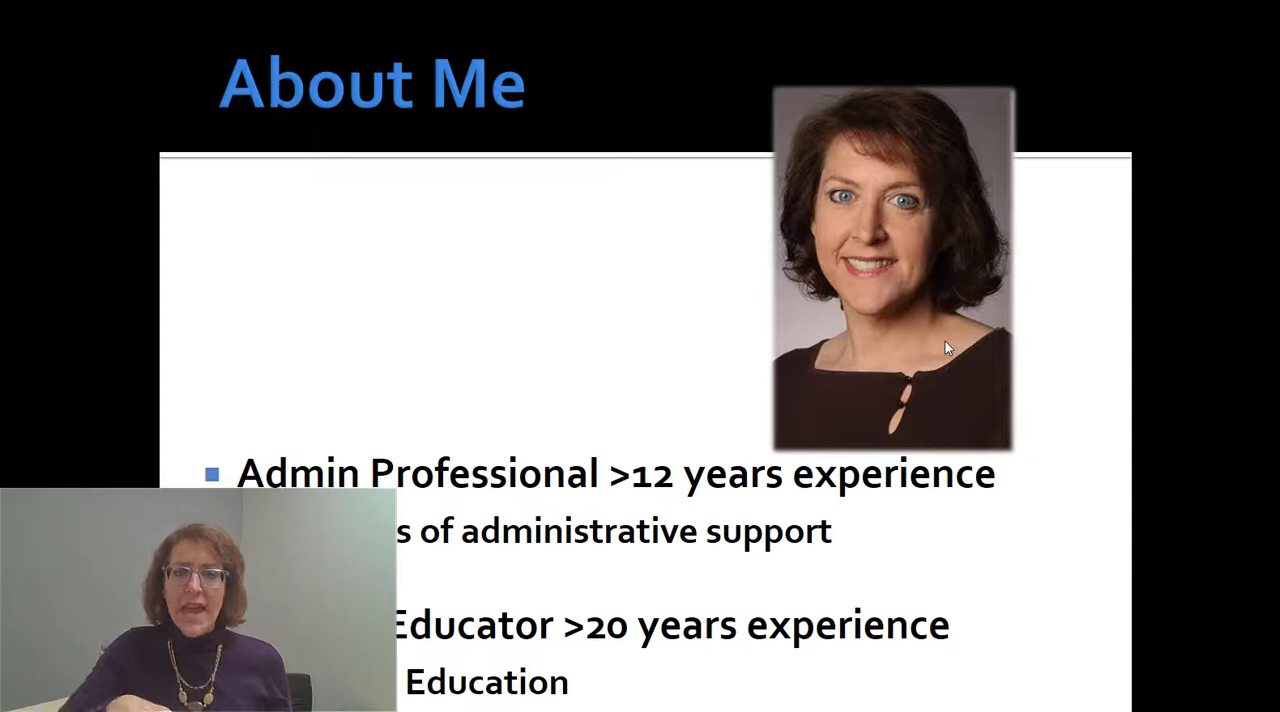 About Me
Admin Professional >12 years experience
of administrative support
Educator >20 years experience
Education